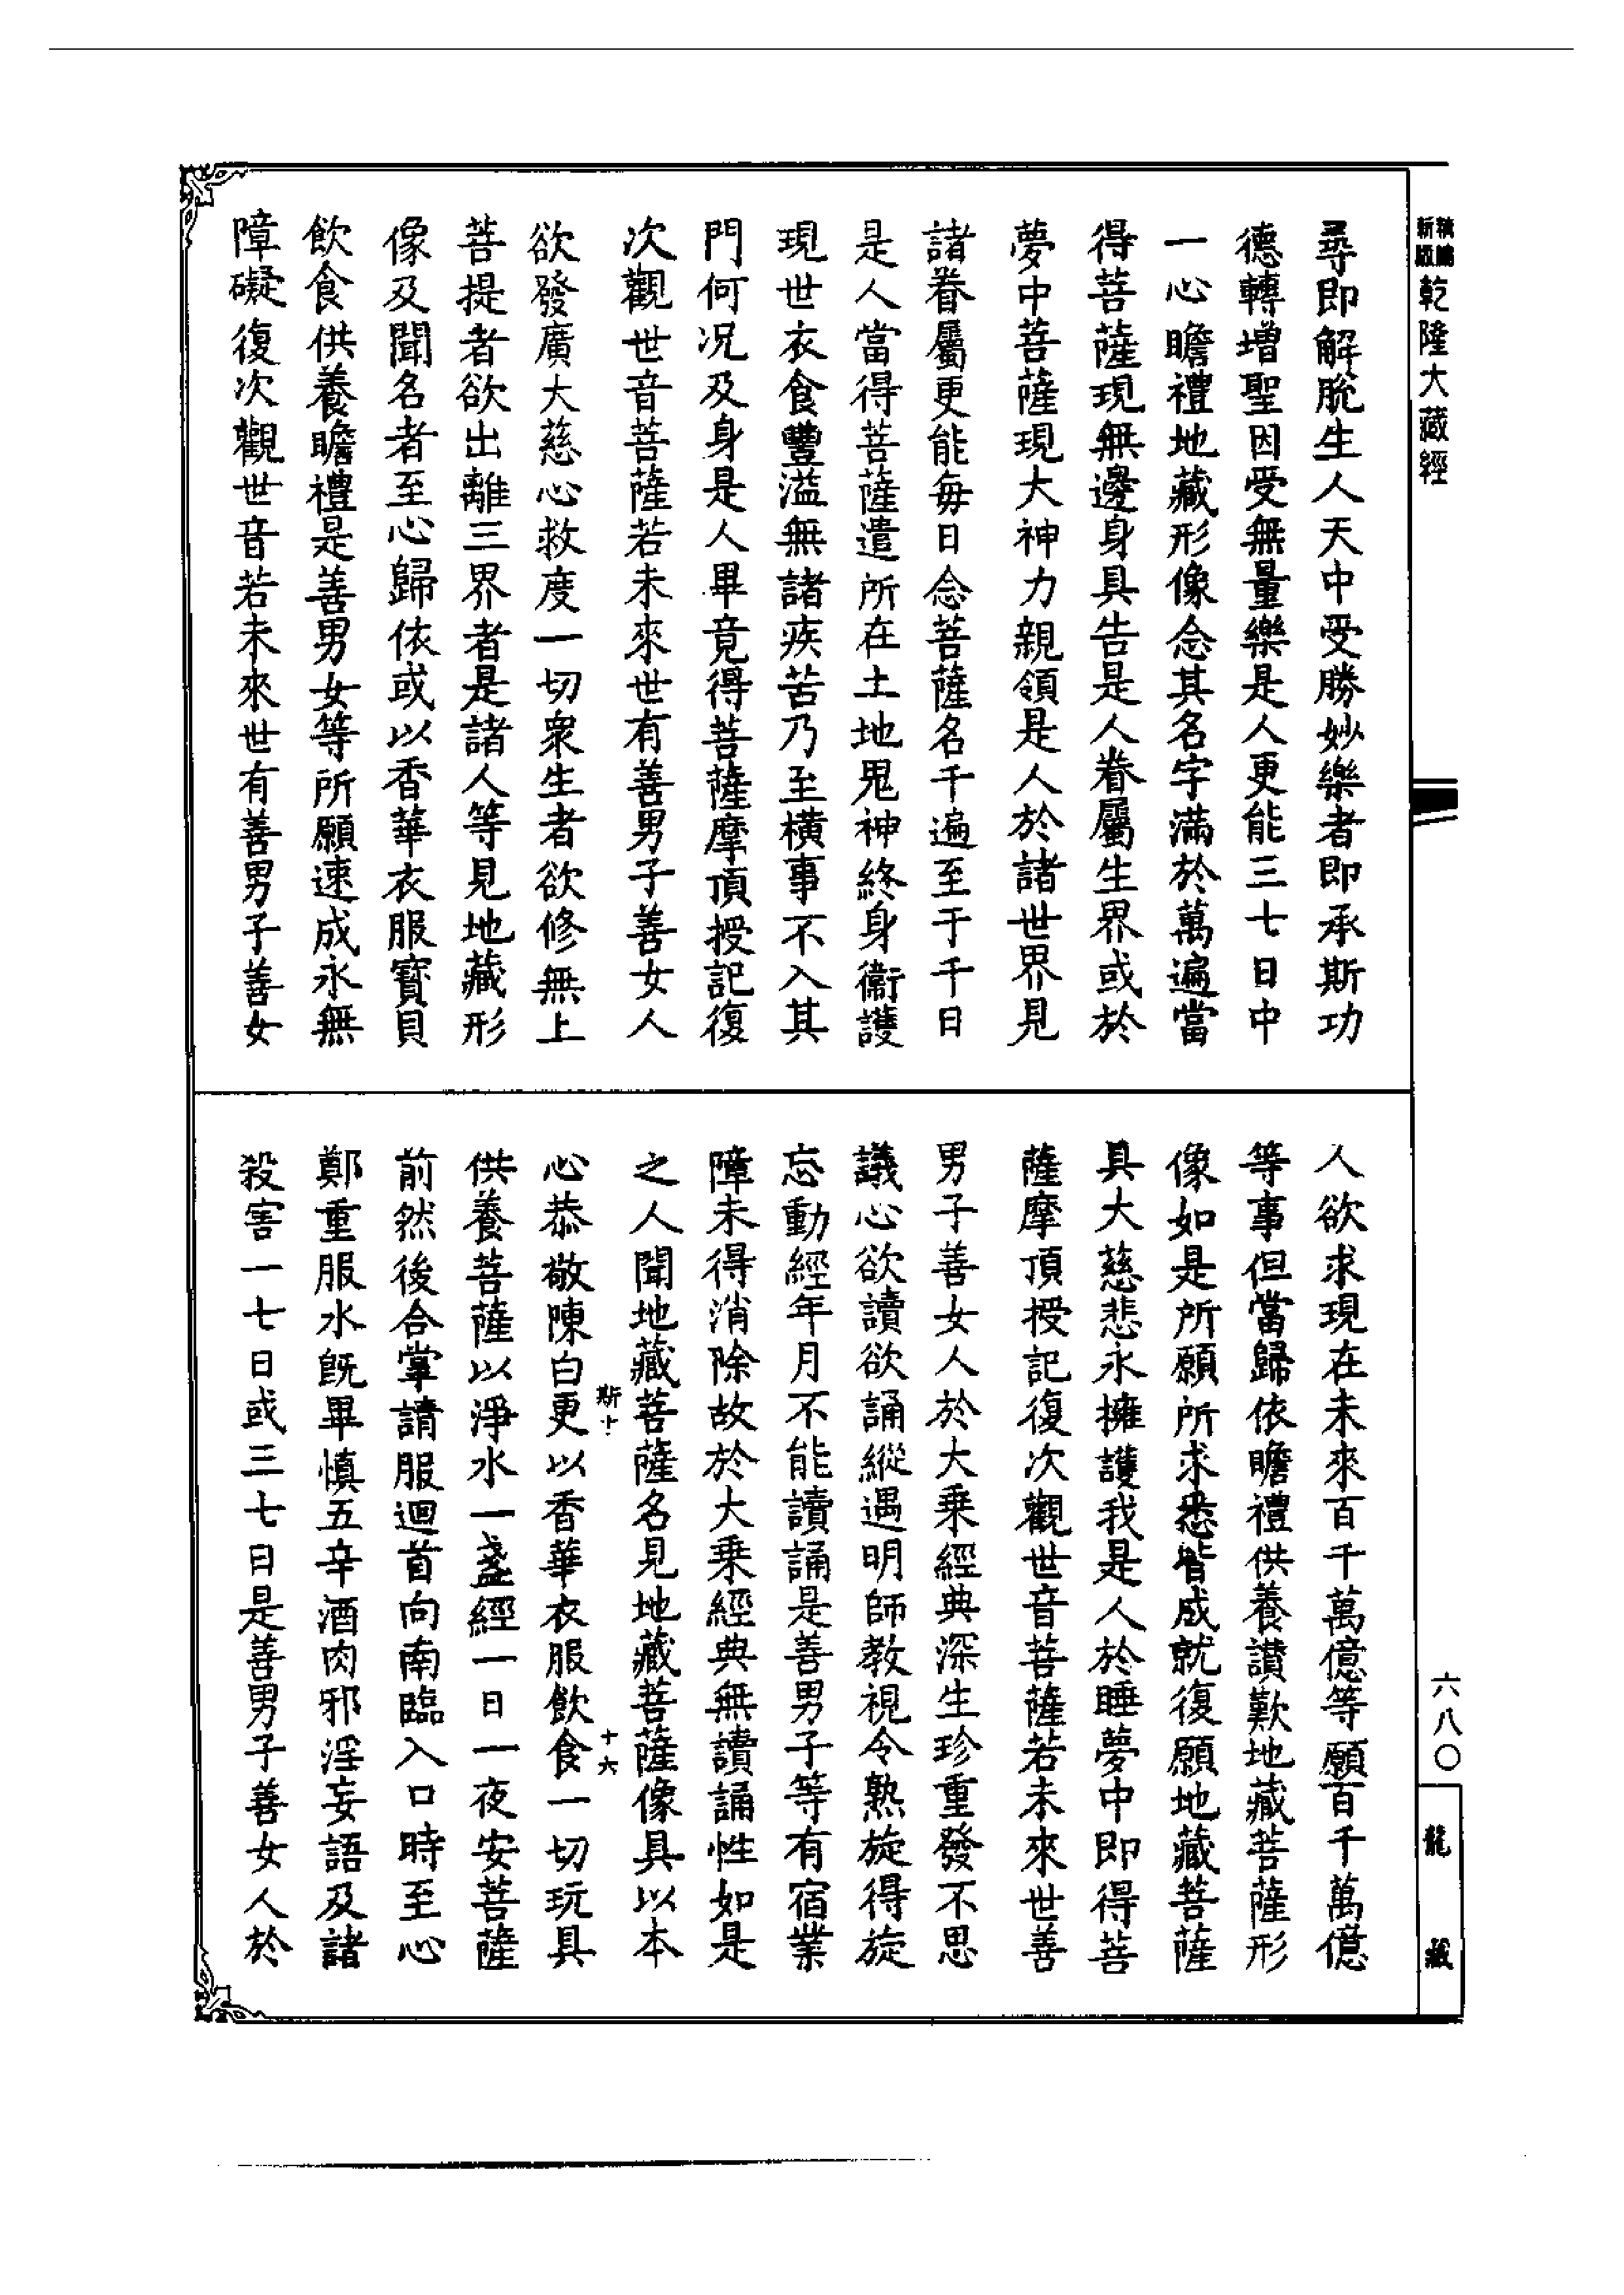 新編
新版
乾隆大藏經
尋即解脫生人天中受勝妙樂者即承斯功
德轉增聖因受無量樂是人更能三七日中
一心瞻禮地藏形像念其名字滿於萬遍當
得菩薩現無邊身具告是人眷屬生界或於
夢中菩薩現大神力親領是人於諸世界見
諸眷屬更能每日念菩薩名千遍至于千日
是人當得菩薩遣所在土地鬼神終身衞護
現世衣食豐溢無諸疾苦乃至橫事不入其
門何况及身是人畢竟得菩薩摩頂授記復
次觀世音菩薩若未來世有善男子善女人
欲發廣大慈心救度一切衆生者欲修無上
菩提者欲出離三界者是諸人等見地藏形
像及聞名者至心歸依或以香華衣服寶貝
飲食供養瞻禮是善男女等所願速成永無
障礙復次觀世音若未來世有善男子善女
人欲求現在未來百千萬億等願百千萬億
等事但當歸依瞻禮供養讃歎地藏菩薩形
像如是所願所求悉皆成就復願地藏菩薩
具大慈悲永擁護我是人於睡夢中即得菩
薩摩頂授記復次觀世音菩薩若未來世善
男子善女人於大乘經典深生珍重發不思
議心欲讀欲誦縱遇明師教視令熟旋得旋
忘動經年月不能讀誦是善男子等有宿業
障未得消除故於大乘經典無讀誦性如是
之人聞地藏菩薩名見地藏菩薩像具以本
斯十
十六
心恭敬陳白更以香華衣服飲食一切玩具
供養菩薩以淨水一盞經一日一夜安菩薩
前然後合掌請服迴首向南臨入口時至心
鄭重服水既畢慎五辛酒肉邪淫妄語及諸
殺害一七日或三七日是善男子善女人於
六八〇
龍藏